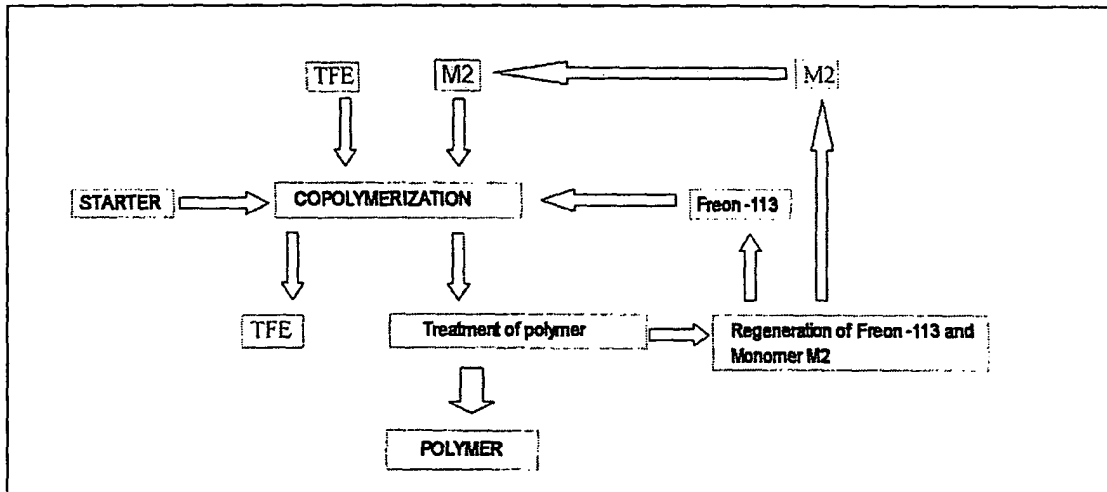 TFE
M2
M2
STARTER
COPOLYMERIZATION
Freon -113
TFE
Treatment of polymer
Regeneration of Freon -113 and
Monomer M2
POLYMER